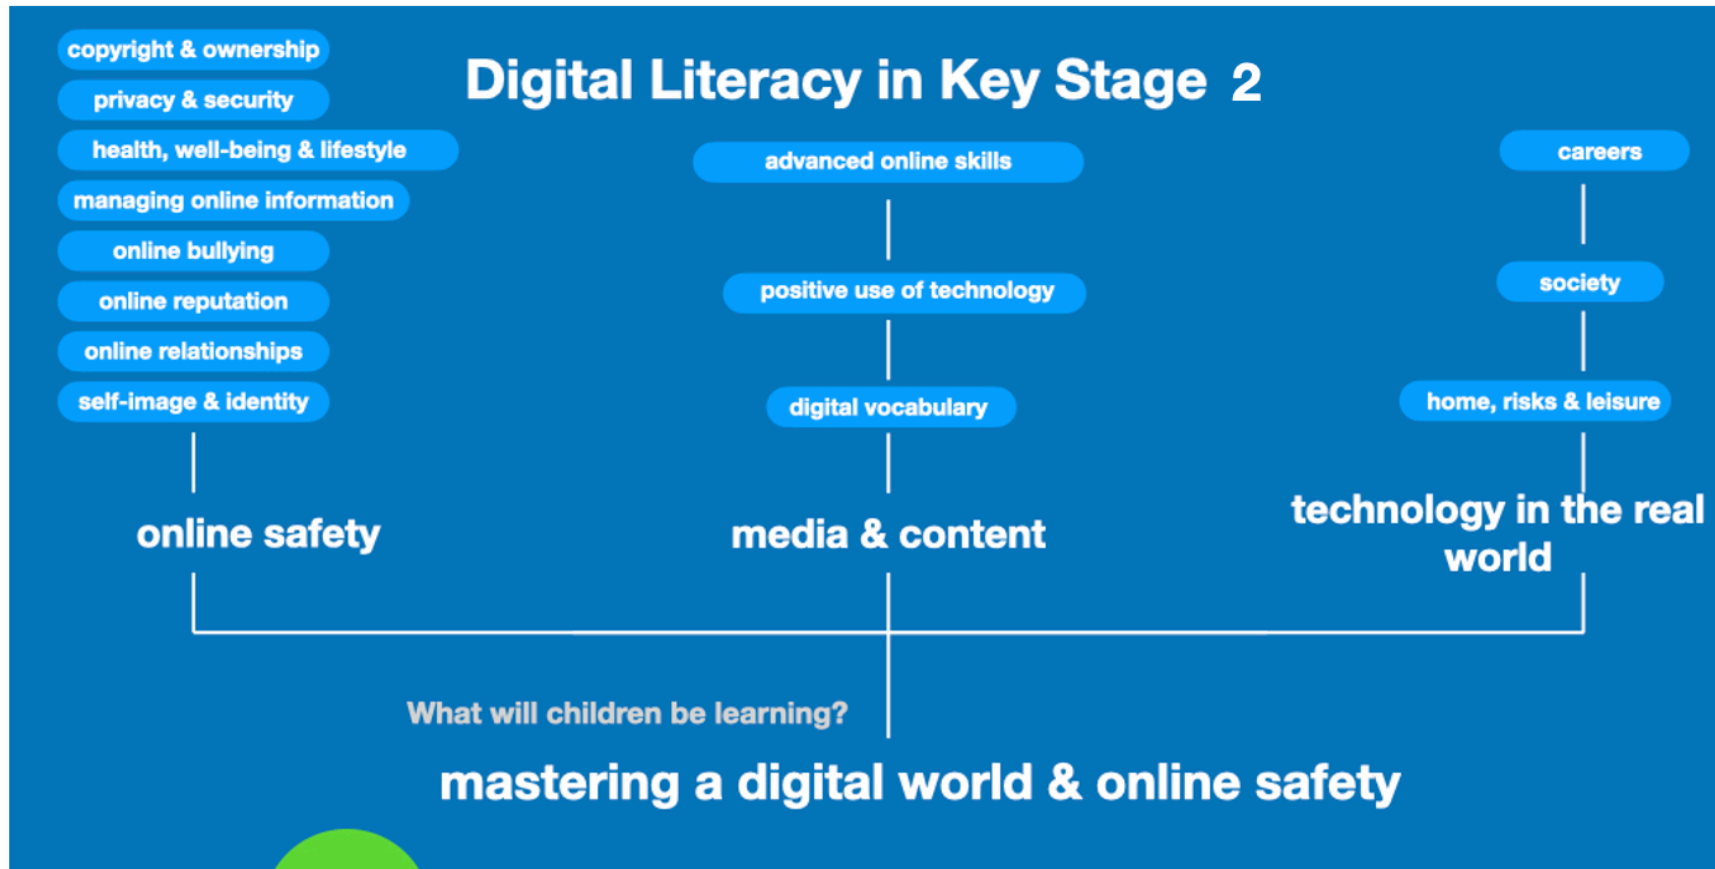 Digital Literacy in Key Stage 2
copyright & ownership
privacy & security
health, well-being & lifestyle
managing online information
online bullying
online reputation
online relationships
self-image & identity
online safety
advanced online skills
positive use of technology
digital vocabulary
media & content
careers
society
home, risks & leisure
technology in the real
world
What will children be learning?
mastering a digital world & online safety